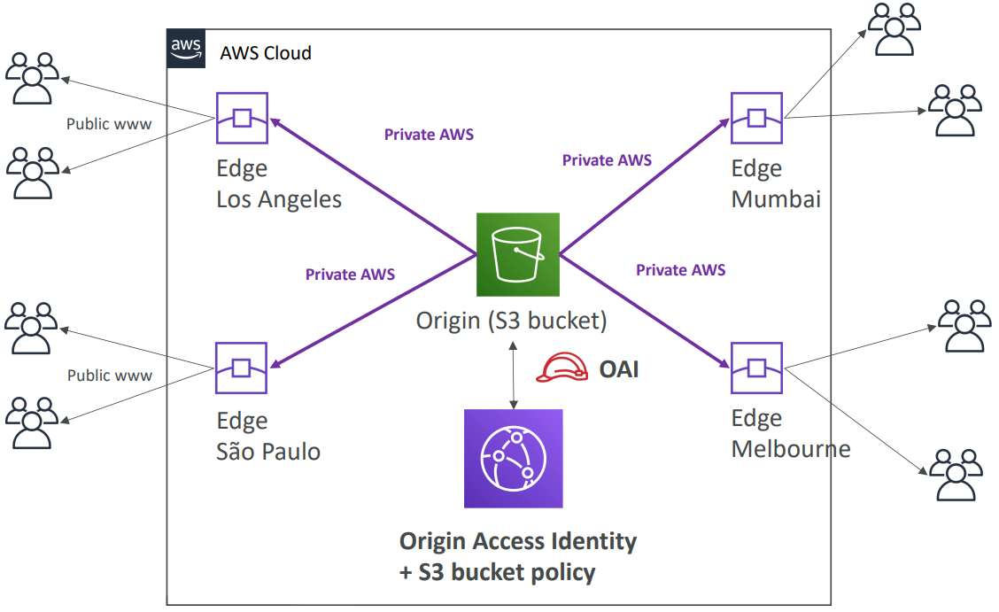 aws
AWS Cloud
Public www
Private AWS
Private AWS
Edge
Los Angeles
Edge
Mumbai
Private AWS
Private AWS
Origin (S3 bucket)
OAI
Public www
Edge
São Paulo
Edge
Melbourne
Origin Access Identity
+ S3 bucket policy